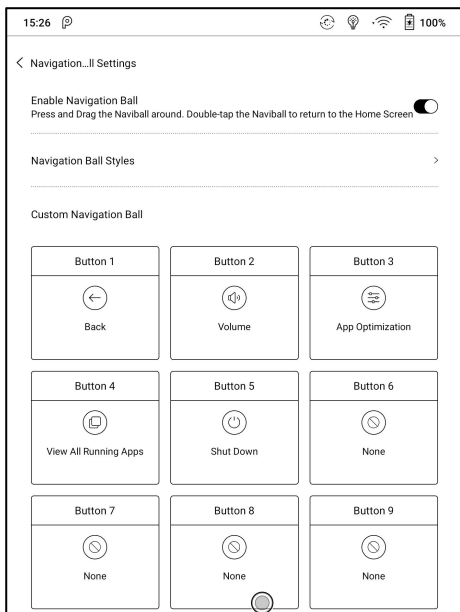 15:26 100%
Navigation...ll Settings
Enable Navigation Ball
Press and Drag the Naviball around. Double-tap the Naviball to return to the Home Screen
Navigation Ball Styles
Custom Navigation Ball
Button 1 Button 2 Button 3
Back Volume App Optimization
Button 4 Button 5 Button 6
View All Running Apps Shut Down None
Button 7 Button 8 Button 9
None None None